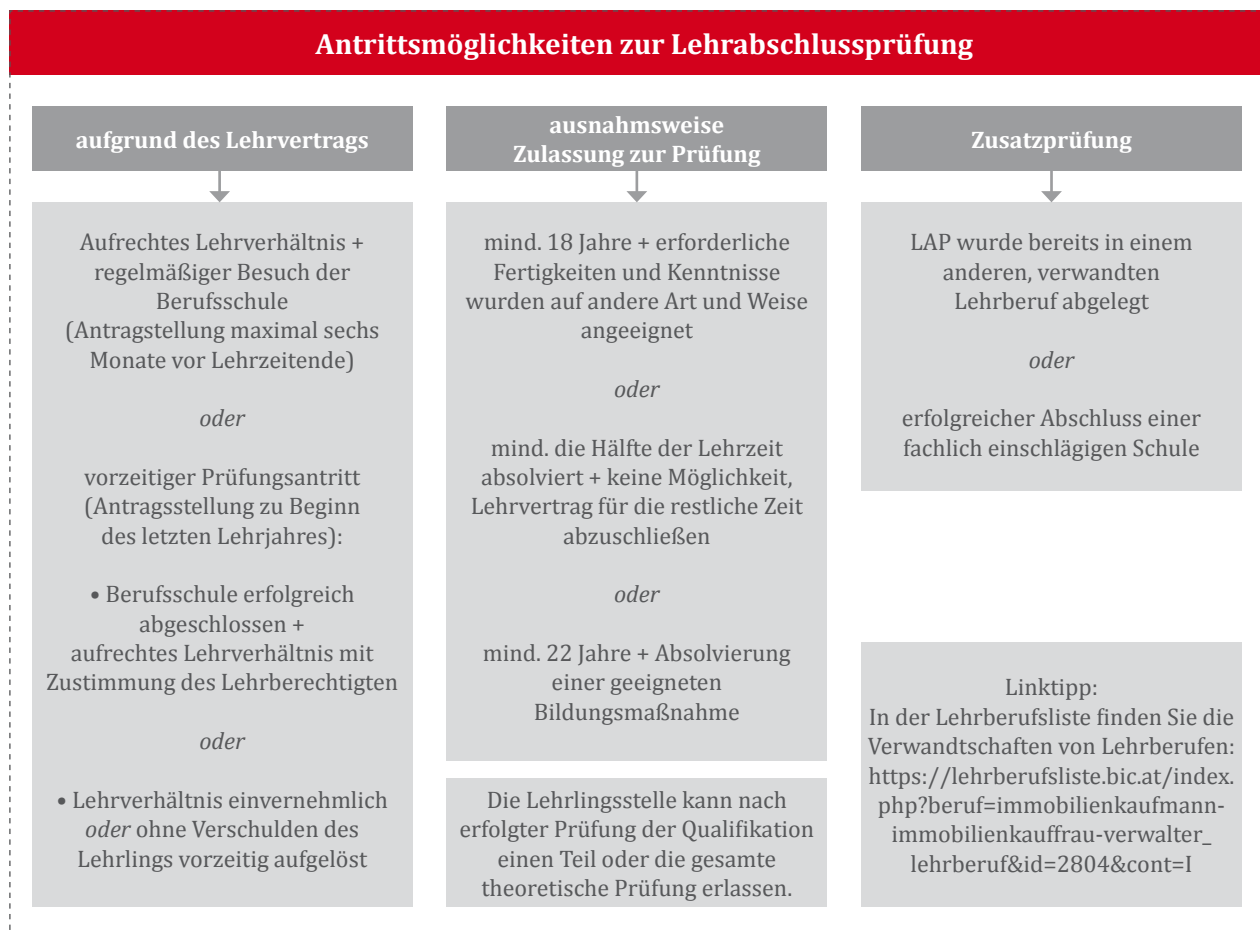 Antrittsmöglichkeiten zur Lehrabschlussprüfung
aufgrund des Lehrvertrags
Aufrechtes Lehrverhältnis +
regelmäßiger Besuch der
Berufsschule
(Antragstellung maximal sechs
Monate vor Lehrzeitende)
oder
vorzeitiger Prüfungsantritt
(Antragsstellung zu Beginn
des letzten Lehrjahres):
• Berufsschule erfolgreich
abgeschlossen +
aufrechtes Lehrverhältnis mit
Zustimmung des Lehrberechtigten
oder
• Lehrverhältnis einvernehmlich
oder ohne Verschulden des
Lehrlings vorzeitig aufgelöst
ausnahmsweise
Zulassung zur Prüfung
mind. 18 Jahre + erforderliche
Fertigkeiten und Kenntnisse
wurden auf andere Art und Weise
angeeignet
oder
mind. die Hälfte der Lehrzeit
absolviert + keine Möglichkeit,
Lehrvertrag für die restliche Zeit
abzuschließen
oder
mind. 22 Jahre + Absolvierung
einer geeigneten
Bildungsmaßnahme
Die Lehrlingsstelle kann nach
erfolgter Prüfung der Qualifikation
einen Teil oder die gesamte
theoretische Prüfung erlassen.
Zusatzprüfung
LAP wurde bereits in einem
anderen, verwandten
Lehrberuf abgelegt
oder
erfolgreicher Abschluss einer
fachlich einschlägigen Schule
Linktipp:
In der Lehrberufsliste finden Sie die
Verwandtschaften von Lehrberufen:
https://lehrberufsliste.bic.at/index.
php?beruf=immobilienkaufmann-
immobilienkauffrau-verwalter_
lehrberuf&id=2804&cont=I